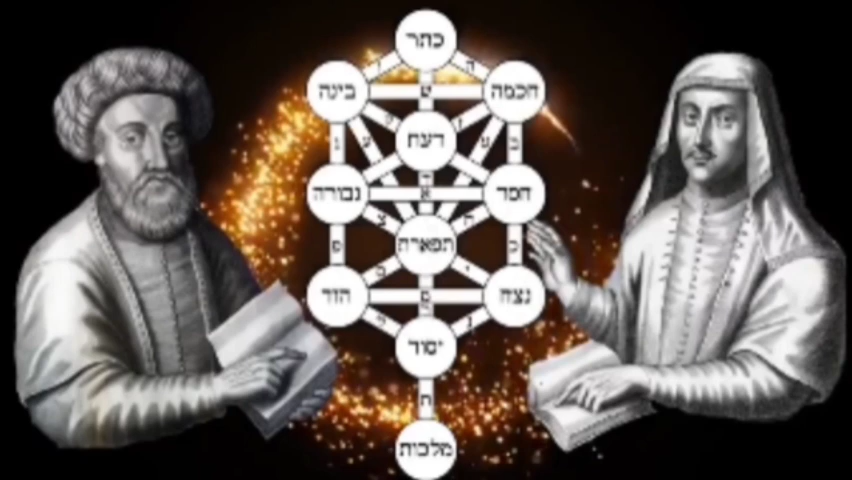 כתר
ה ו
חכמה ש בינה
דעת
ב ג
חסד א גבורה
תפארת
כ פ
י
נצח מ הוד
נ ל
יסוד
ת
מלכות